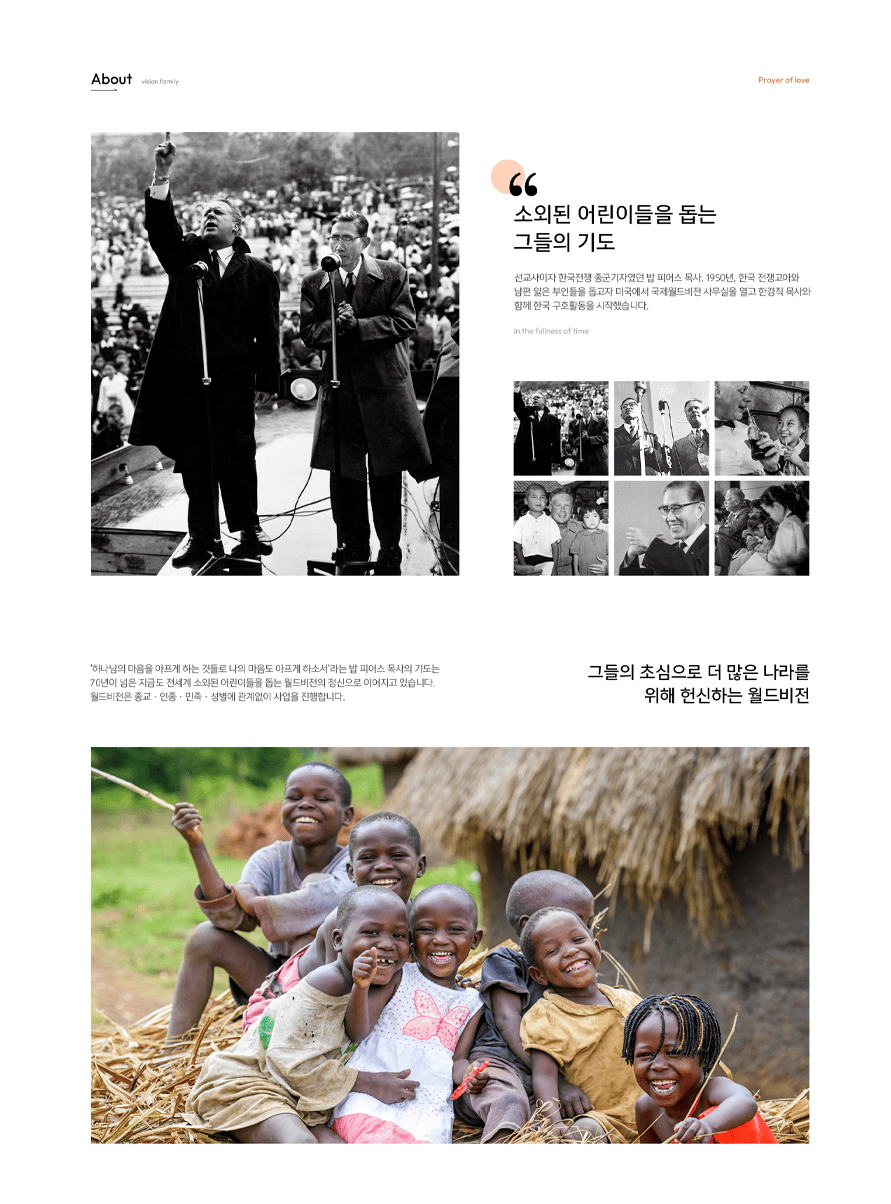 About vision family
Prayer of love
소외된 어린이들을 돕는
그들의 기도
선교사이자 한국전쟁 종군기자였던 밥 피어스 목사. 1950년, 한국 전쟁고아와
남편 잃은 부인들을 돕고자 미국에서 국제월드비전 사무실을 열고 한경직 목사와
함께 한국 구호활동을 시작했습니다.
in the fullness of time
'하나님의 마음을 아프게 하는 것들로 나의 마음도 아프게 하소서'라는 밥 피어스 목사의 기도는
70년이 넘은 지금도 전세계 소외된 어린이들을 돕는 월드비전의 정신으로 이어지고 있습니다.
월드비전은 종교 · 인종 · 민족 · 성별에 관계없이 사업을 진행합니다.
그들의 초심으로 더 많은 나라를
위해 헌신하는 월드비전